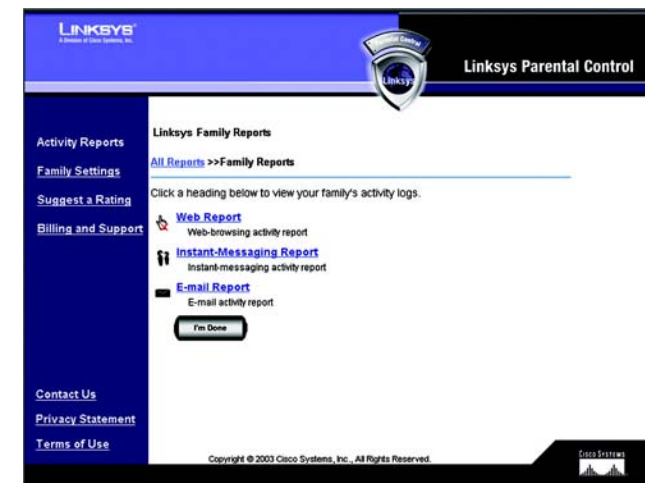 LINKSYS®
A Division of Cisco Systems, Inc.
Parental Control
Linksys
Linksys Parental Control
Activity Reports
Family Settings
Suggest a Rating
Billing and Support
Linksys Family Reports
All Reports >>Family Reports
Click a heading below to view your family's activity logs.
Web Report
Web-browsing activity report
Instant-Messaging Report
Instant-messaging activity report
E-mail Report
E-mail activity report
I'm Done
Contact Us
Privacy Statement
Terms of Use
Copyright © 2003 Cisco Systems, Inc., All Rights Reserved.
CISCO SYSTEMS